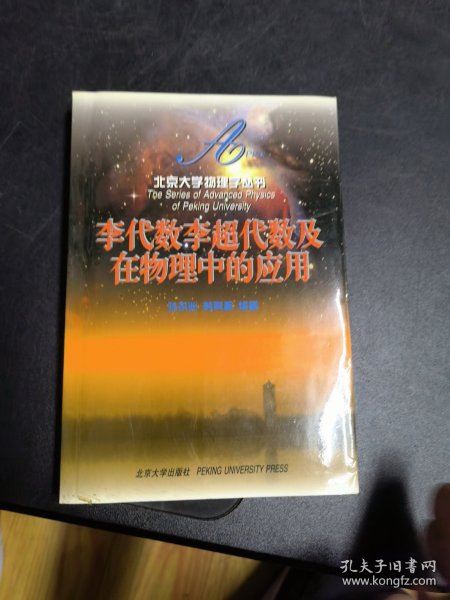 A
北京大学物理学丛书
The Series of Advanced Physics
of Peking University
李代数李超代数及
在物理中的应用
编著
北京大学出版社 PEKING UNIVERSITY PRESS
孔夫子旧书网
www.kongfz.com